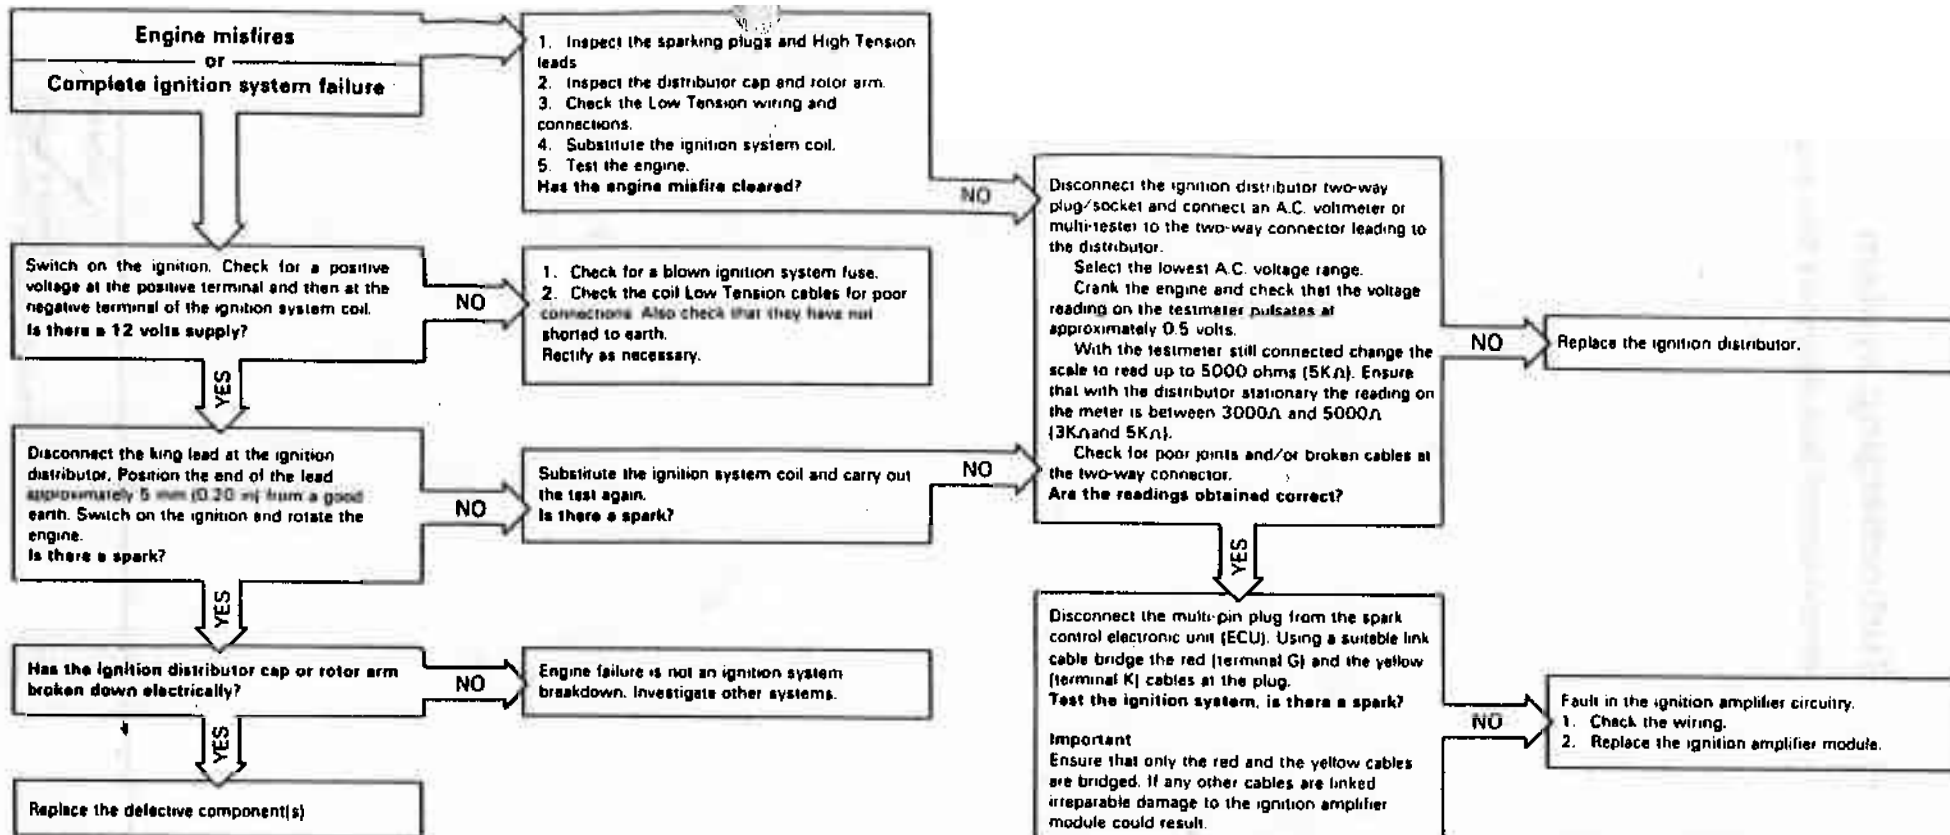 Engine misfires
or
Complete ignition system failure
1. Inspect the sparking plugs and High Tension
leads
2. Inspect the distributor cap and rotor arm.
3. Check the Low Tension wiring and
connections.
4. Substitute the ignition system coil.
5. Test the engine.
Has the engine misfire cleared?
NO
Switch on the ignition. Check for a positive
voltage at the positive terminal and then at the
negative terminal of the ignition system coil.
Is there a 12 volts supply?
NO
1. Check for a blown ignition system fuse.
2. Check the coil Low Tension cables for poor
connections. Also check that they have not
shorted to earth.
Rectify as necessary.
YES
Disconnect the king lead at the ignition
distributor. Position the end of the lead
approximately 5 mm (0.20 in) from a good
earth. Switch on the ignition and rotate the
engine.
Is there a spark?
NO
Substitute the ignition system coil and carry out
the test again.
Is there a spark?
NO
YES
Has the ignition distributor cap or rotor arm
broken down electrically?
NO
Engine failure is not an ignition system
breakdown. Investigate other systems.
YES
Replace the defective component(s)
Disconnect the ignition distributor two-way
plug/socket and connect an A.C. voltmeter or
multi-tester to the two-way connector leading to
the distributor.
Select the lowest A.C. voltage range.
Crank the engine and check that the voltage
reading on the testmeter pulsates at
approximately 0.5 volts.
With the testmeter still connected change the
scale to read up to 5000 ohms (5KΩ). Ensure
that with the distributor stationary the reading on
the meter is between 3000Ω and 5000Ω
(3KΩ and 5KΩ).
Check for poor joints and/or broken cables at
the two-way connector.
Are the readings obtained correct?
NO
Replace the ignition distributor.
YES
Disconnect the multi-pin plug from the spark
control electronic unit (ECU). Using a suitable link
cable bridge the red (terminal G) and the yellow
(terminal K) cables at the plug.
Test the ignition system, is there a spark?
Important
Ensure that only the red and the yellow cables
are bridged. If any other cables are linked
irreparable damage to the ignition amplifier
module could result.
NO
Fault in the ignition amplifier circuitry.
1. Check the wiring.
2. Replace the ignition amplifier module.